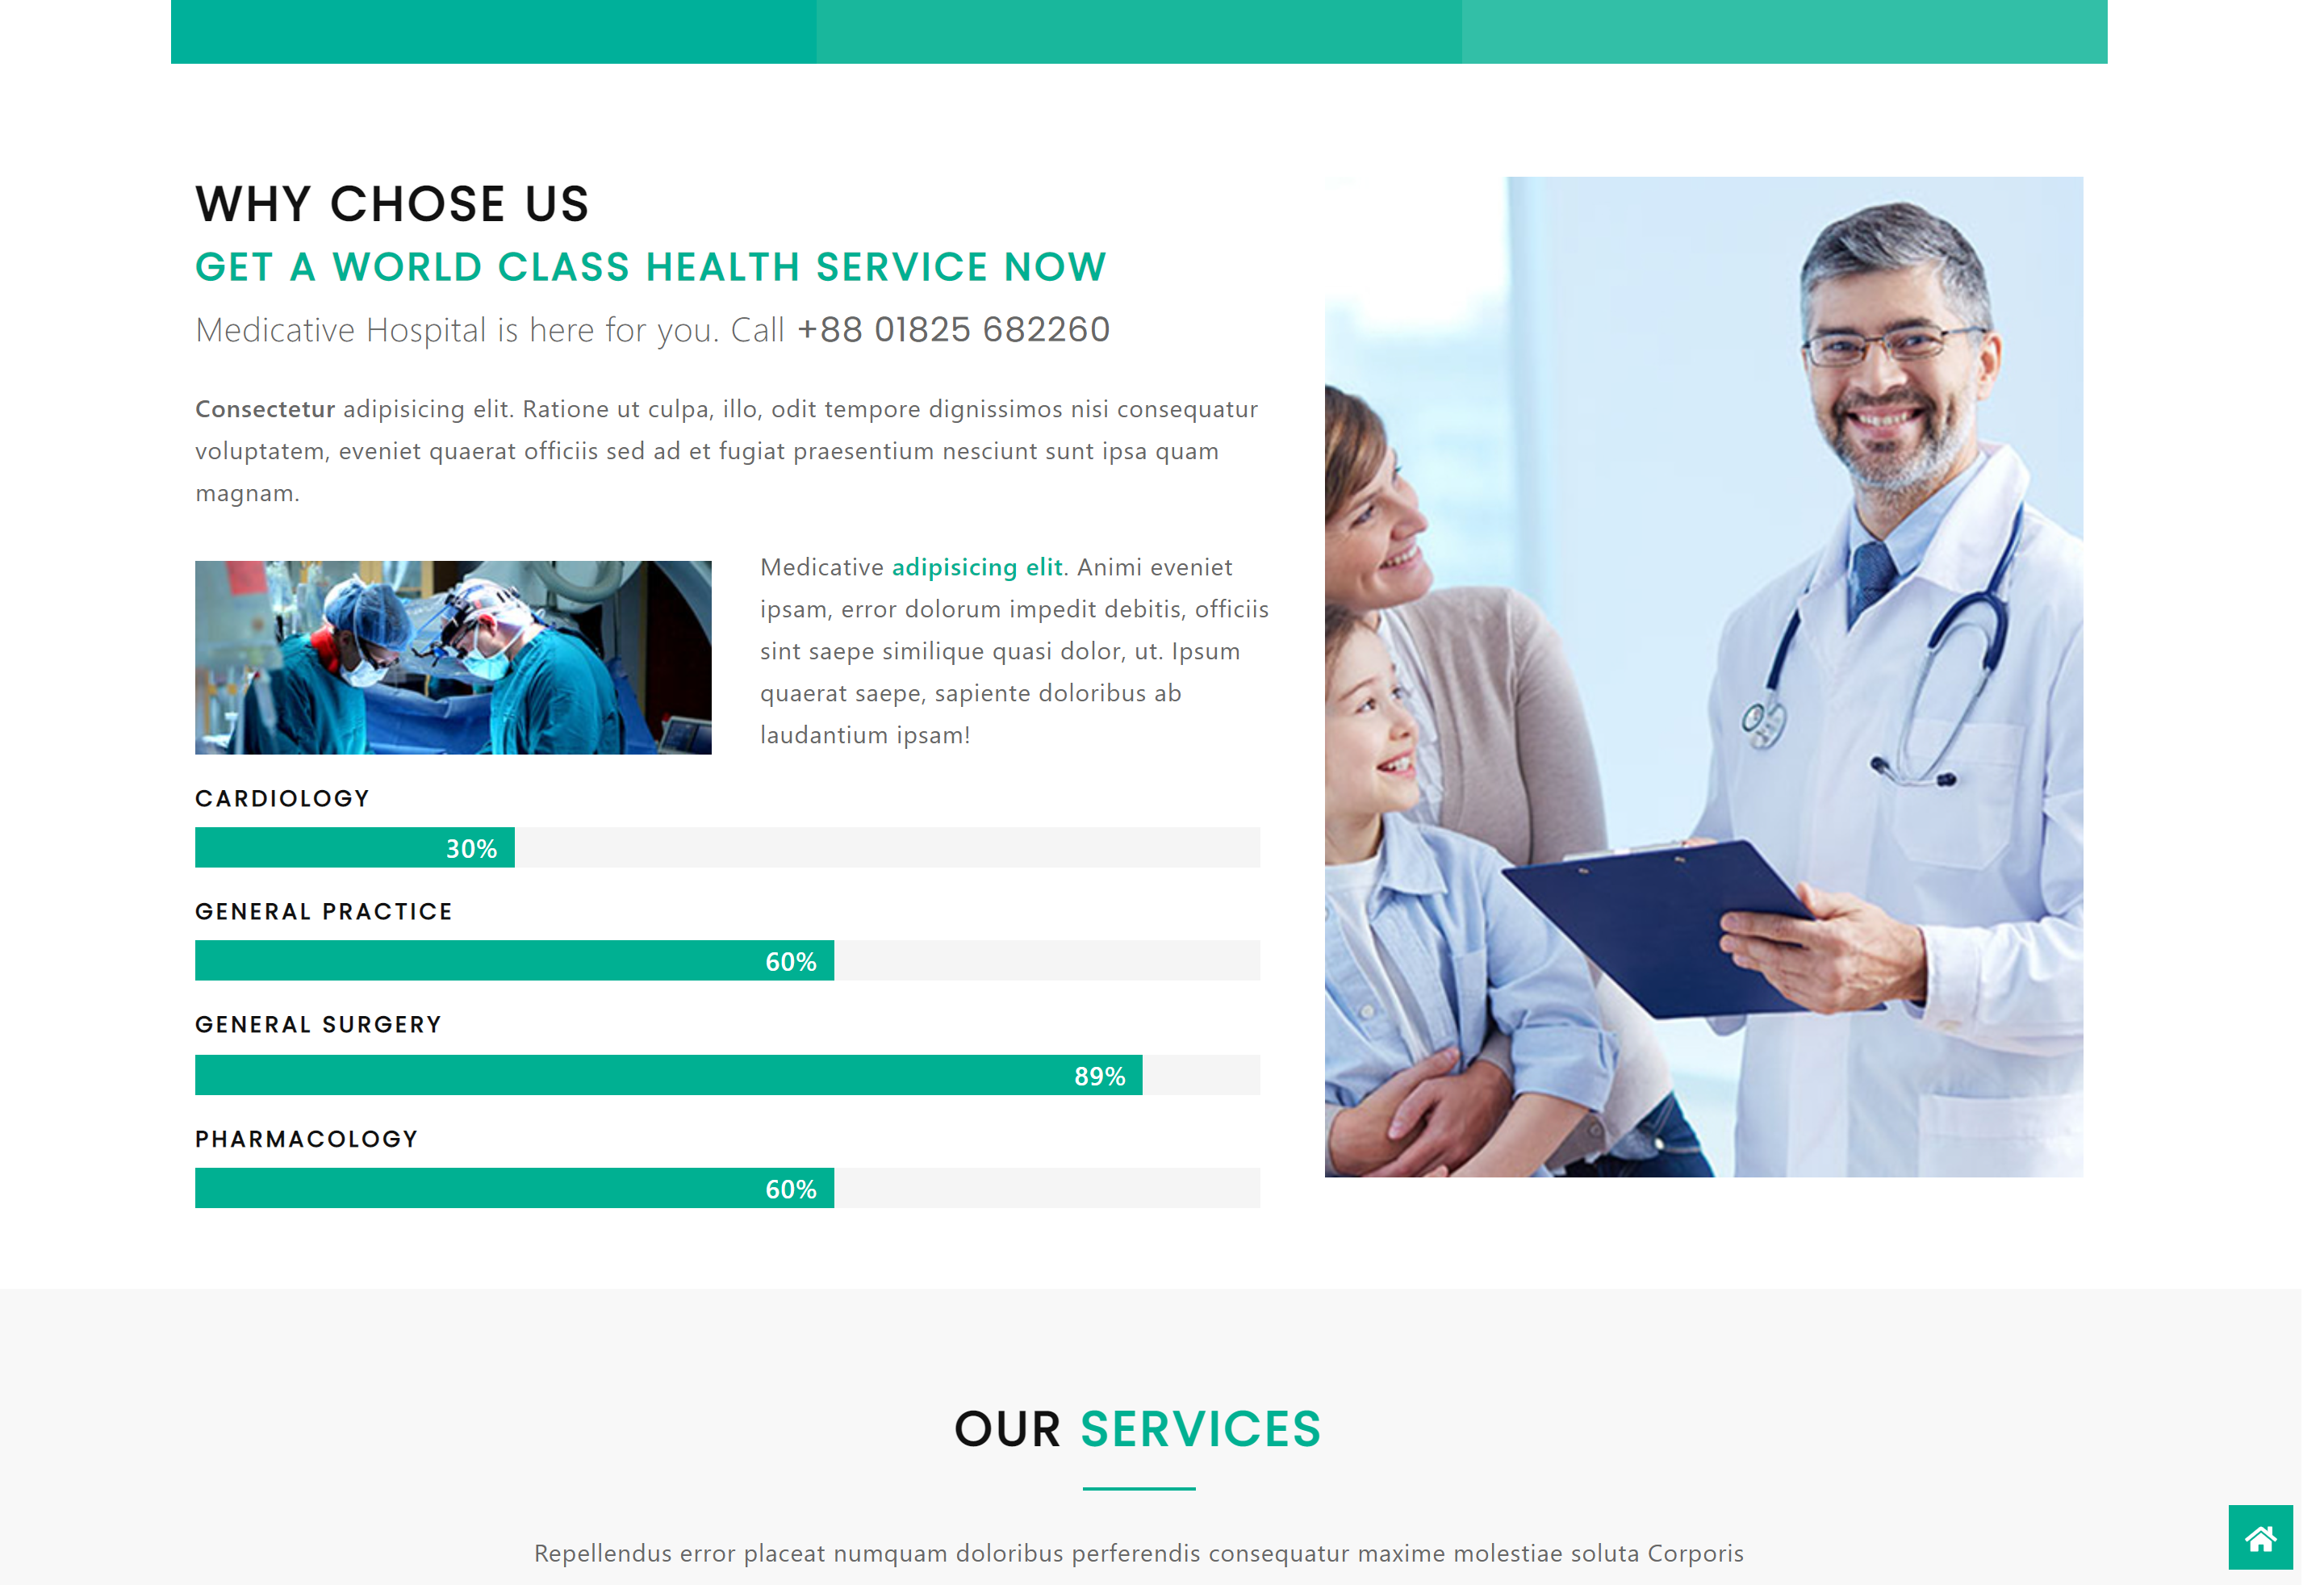 WHY CHOSE US
GET A WORLD CLASS HEALTH SERVICE NOW
Medicative Hospital is here for you. Call +88 01825 682260
Consectetur adipisicing elit. Ratione ut culpa, illo, odit tempore dignissimos nisi consequatur
voluptatem, eveniet quaerat officiis sed ad et fugiat praesentium nesciunt sunt ipsa quam
magnam.
Medicative adipisicing elit. Animi eveniet
ipsam, error dolorum impedit debitis, officiis
sint saepe similique quasi dolor, ut. Ipsum
quaerat saepe, sapiente doloribus ab
laudantium ipsam!
CARDIOLOGY
30%
GENERAL PRACTICE
60%
GENERAL SURGERY
89%
PHARMACOLOGY
60%
OUR SERVICES
Repellendus error placeat numquam doloribus perferendis consequatur maxime molestiae soluta Corporis